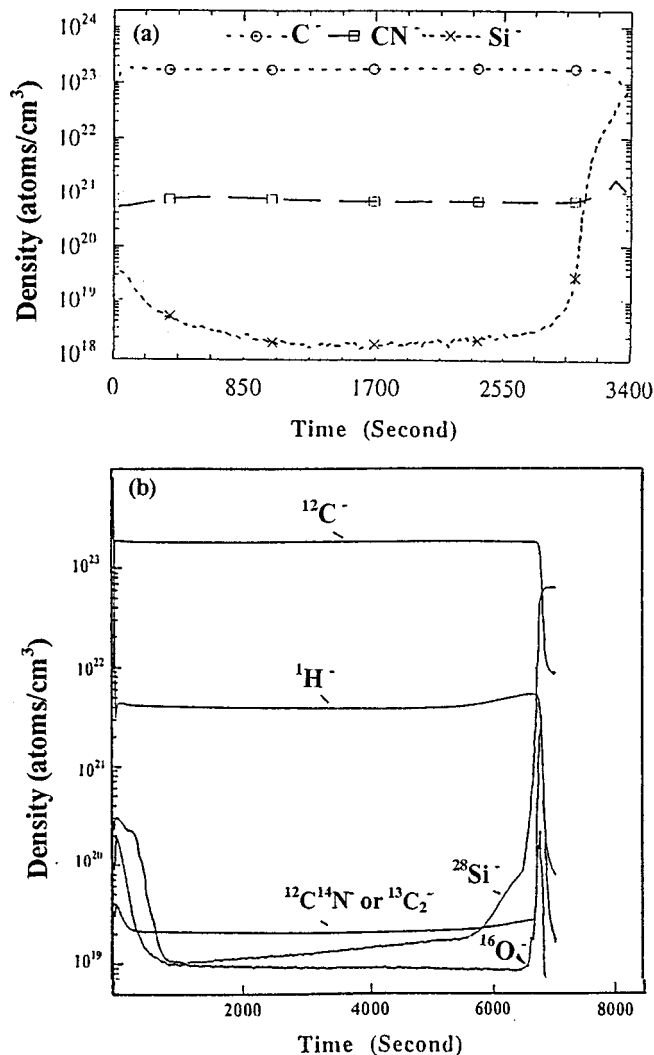 (a)
C⁻ CN⁻ Si⁻
10²⁴
10²³
10²²
10²¹
10²⁰
10¹⁹
10¹⁸
Density (atoms/cm³)
0 850 1700 2550 3400
Time (Second)
(b)
¹²C⁻
10²³
¹H⁻
10²²
10²¹
10²⁰
10¹⁹
Density (atoms/cm³)
²⁸Si⁻
¹²C¹⁴N⁻ or ¹³C₂⁻
¹⁶O⁻
2000 4000 6000 8000
Time (Second)